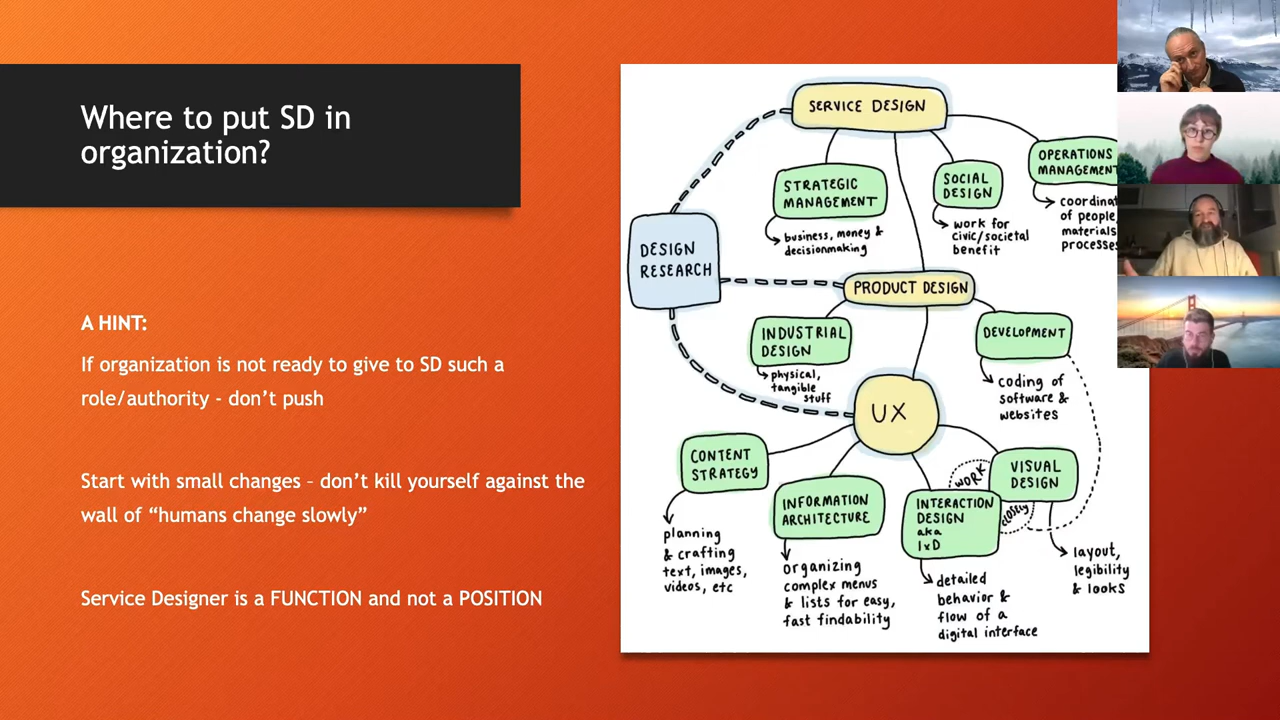 Where to put SD in
organization?
A HINT:
If organization is not ready to give to SD such a
role/authority - don't push
Start with small changes – don't kill yourself against the
wall of “humans change slowly”
Service Designer is a FUNCTION and not a POSITION
SERVICE DESIGN
STRATEGIC
MANAGEMENT
business, money &
decisionmaking
SOCIAL
DESIGN
work for
civic/societal
benefit
OPERATIONS
MANAGEMENT
of people,
materials
DESIGN
RESEARCH
PRODUCT DESIGN
INDUSTRIAL
DESIGN
physical,
tangible
stuff
DEVELOPMENT
coding of
software &
websites
UX
CONTENT
STRATEGY
planning
& crafting
text, images,
videos, etc
INFORMATION
ARCHITECTURE
organizing
complex menus
& lists for easy,
fast findability
INTERACTION
DESIGN
aka
IxD
detailed
behavior &
flow of a
digital interface
WORK
CLOSELY
VISUAL
DESIGN
layout,
legibility
& looks